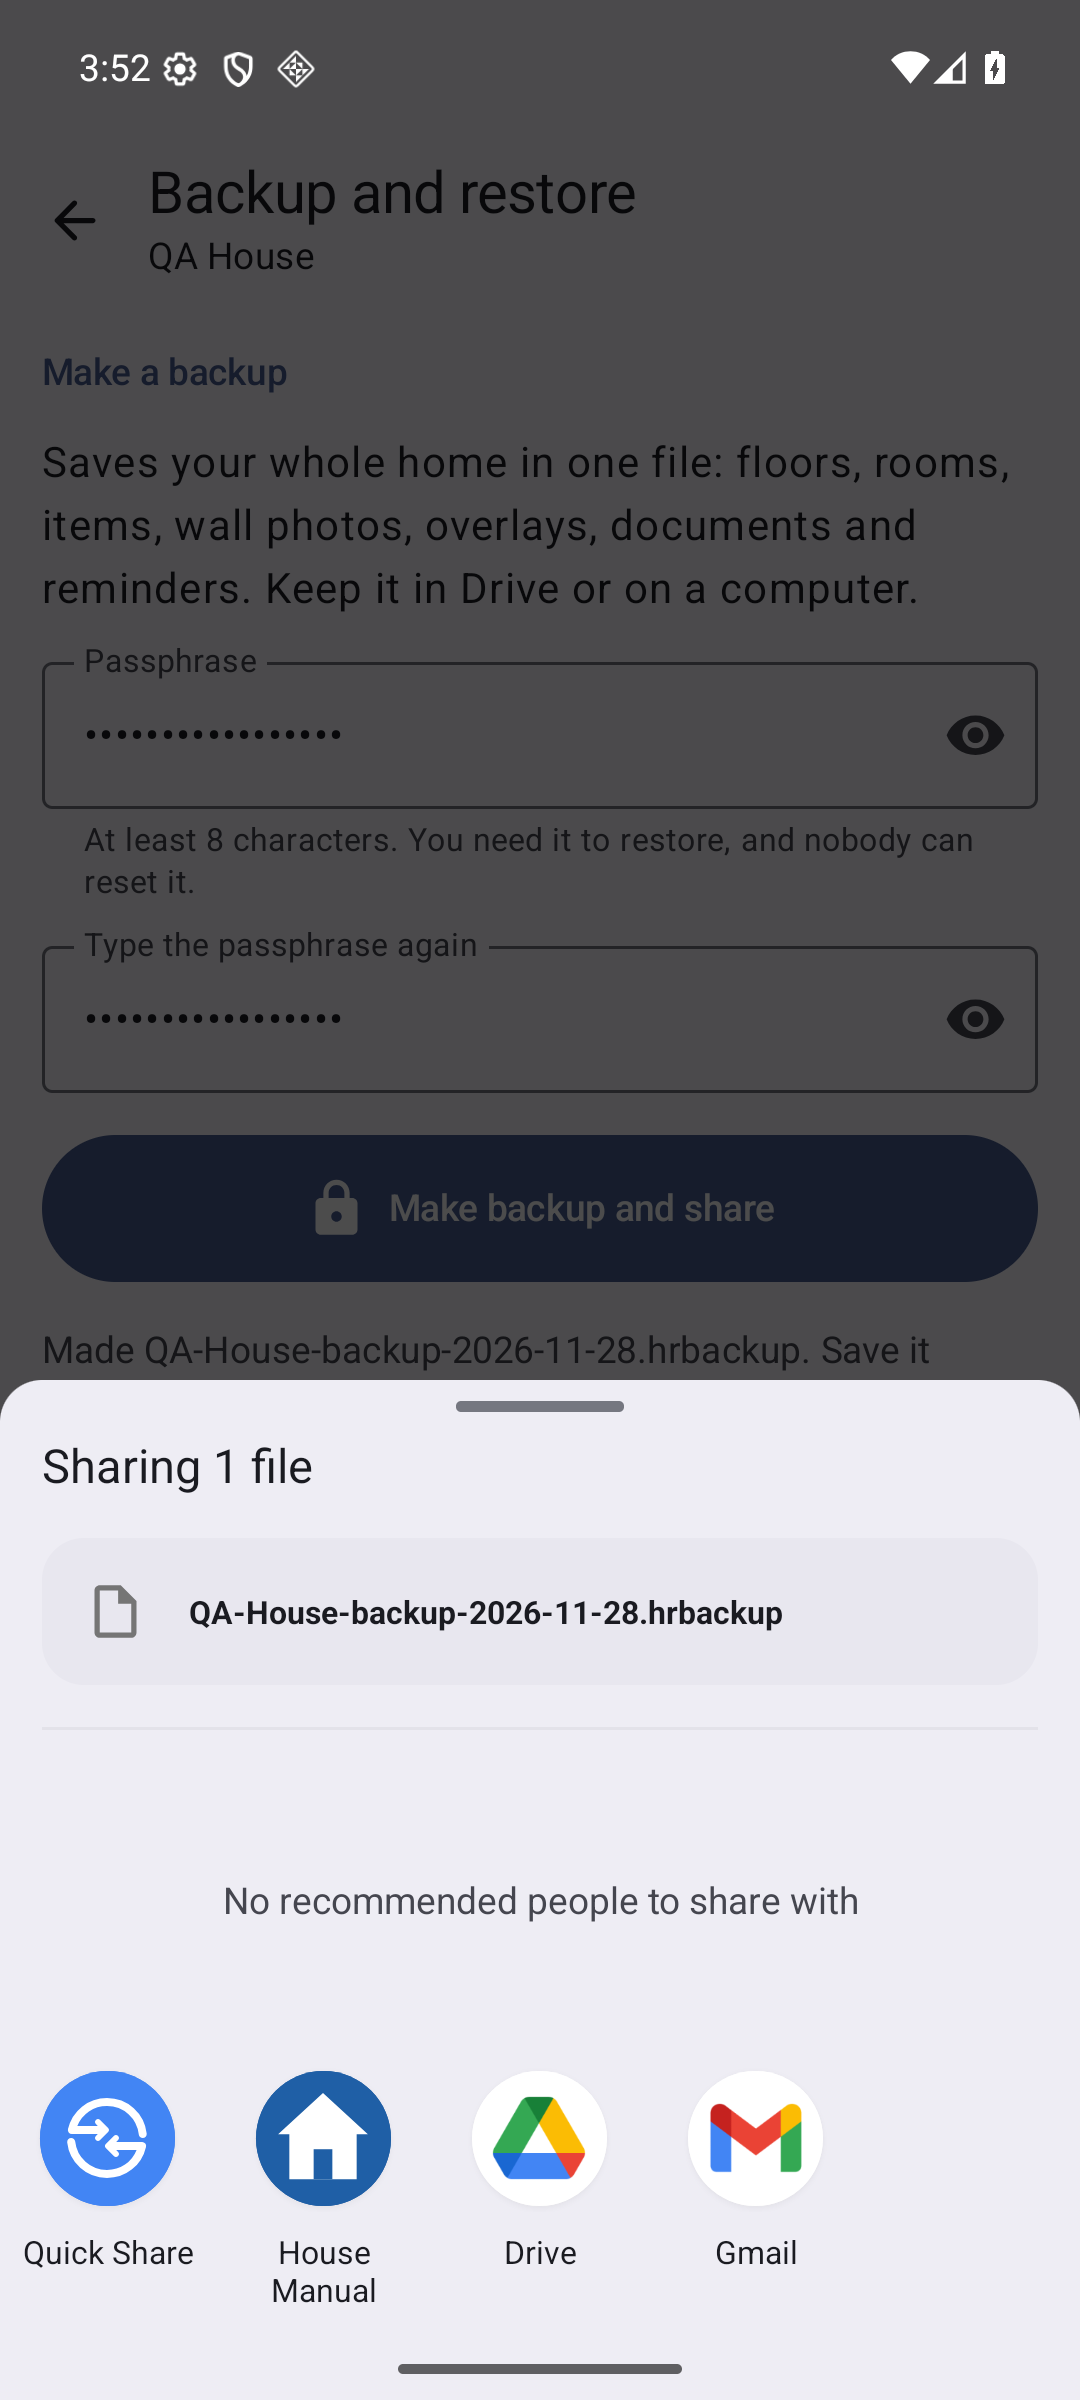 3:52
Backup and restore
QA House
Make a backup
Saves your whole home in one file: floors, rooms,
items, wall photos, overlays, documents and
reminders. Keep it in Drive or on a computer.
Passphrase
•••••••••••••••••
At least 8 characters. You need it to restore, and nobody can
reset it.
Type the passphrase again
•••••••••••••••••
Make backup and share
Made QA-House-backup-2026-11-28.hrbackup. Save it
Sharing 1 file
QA-House-backup-2026-11-28.hrbackup
No recommended people to share with
Quick Share
House
Manual
Drive
Gmail